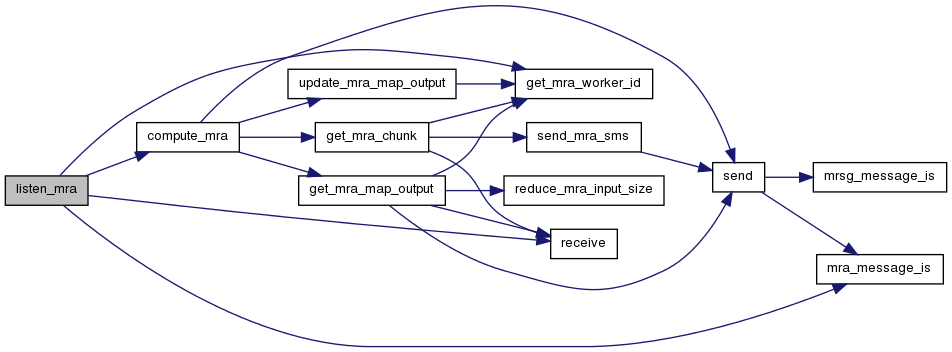 listen_mra
compute_mra
update_mra_map_output
get_mra_chunk
get_mra_map_output
get_mra_worker_id
send_mra_sms
reduce_mra_input_size
receive
send
mrsg_message_is
mra_message_is